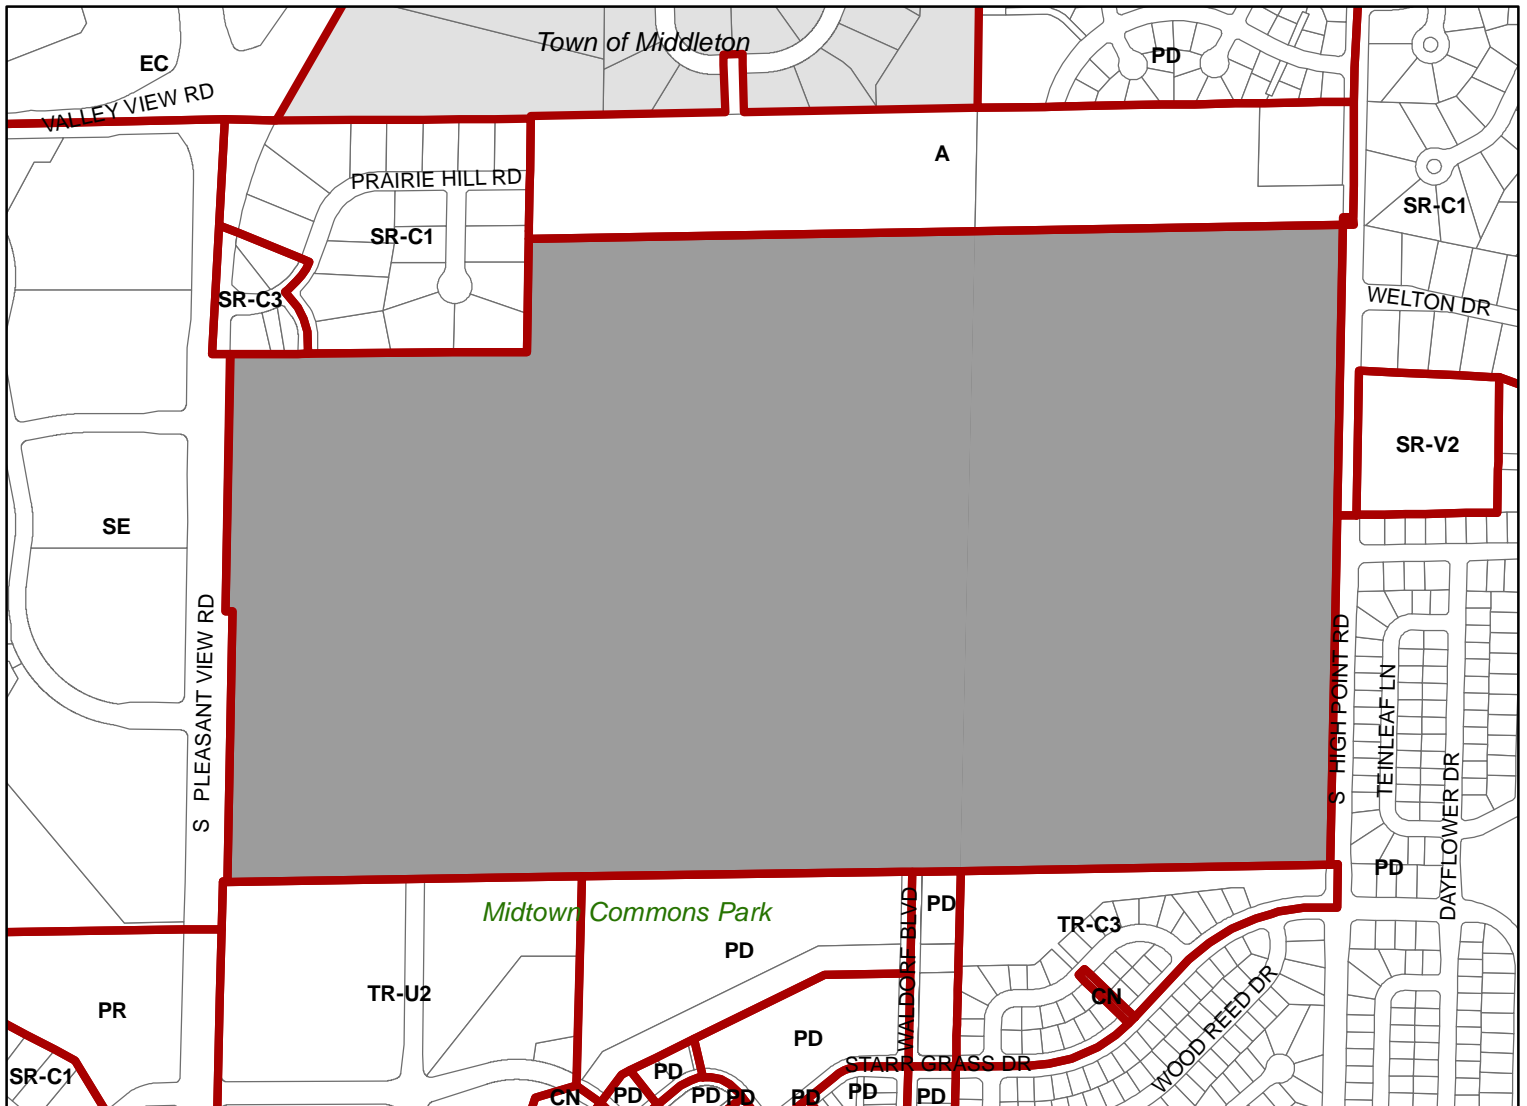 Town of Middleton
PD
EC
VALLEY VIEW RD
A
PRAIRIE HILL RD
SR-C1
SR-C1
SR-C3
WELTON DR
SR-V2
SE
S PLEASANT VIEW RD
S HIGH POINT RD
TEINLEAF LN
DAYFLOWER DR
PD
Midtown Commons Park
PD
WALDORF BLVD
PD
TR-C3
TR-U2
CN
PR
WOOD REED DR
PD
STARR GRASS DR
SR-C1
PD
CN
PD
PD
PD
PD
PD
PD